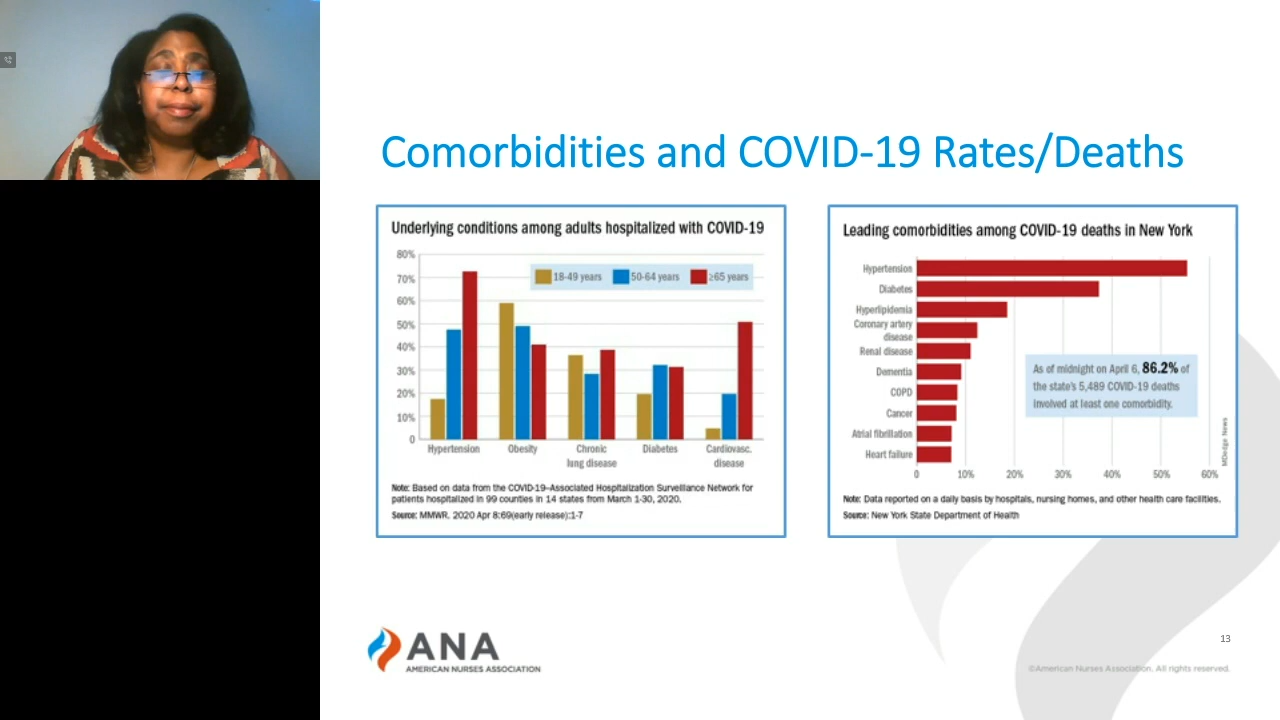 Comorbidities and COVID-19 Rates/Deaths
Underlying conditions among adults hospitalized with COVID-19
80%
70%
60%
50%
40%
30%
20%
10%
0
18-49 years
50-64 years
≥65 years
Hypertension
Obesity
Chronic
lung disease
Diabetes
Cardiovasc.
disease
Note: Based on data from the COVID-19–Associated Hospitalization Surveillance Network for
patients hospitalized in 99 counties in 14 states from March 1-30, 2020.
Source: MMWR. 2020 Apr 8:69(early release):1-7
Leading comorbidities among COVID-19 deaths in New York
Hypertension
Diabetes
Hyperlipidemia
Coronary artery
disease
Renal disease
Dementia
COPD
Cancer
Atrial fibrillation
Heart failure
0
10%
20%
30%
40%
50%
60%
As of midnight on April 6, 86.2% of
the state's 5,489 COVID-19 deaths
involved at least one comorbidity.
MDedge News
Note: Data reported on a daily basis by hospitals, nursing homes, and other health care facilities.
Source: New York State Department of Health
ANA
AMERICAN NURSES ASSOCIATION
13
©American Nurses Association. All rights reserved.